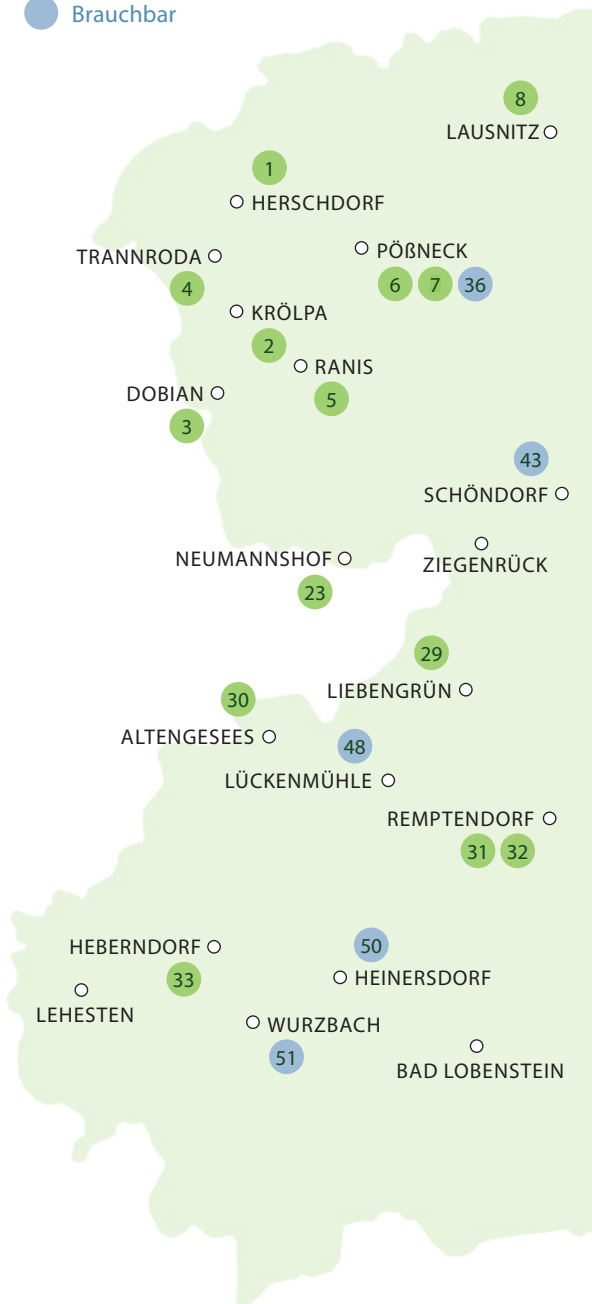 Brauchbar
8
LAUSNITZ
1
HERSCHDORF
TRANNRODA
PÖßNECK
4
6 7 36
KRÖLPA
2
RANIS
DOBIAN
5
3
43
SCHÖNDORF
NEUMANNSHOF
ZIEGENRÜCK
23
29
LIEBENGRÜN
30
ALTENGESEES
48
LÜCKENMÜHLE
REMPTENDORF
31 32
HEBERNDORF
50
33
HEINERSDORF
LEHESTEN
WURZBACH
51
BAD LOBENSTEIN